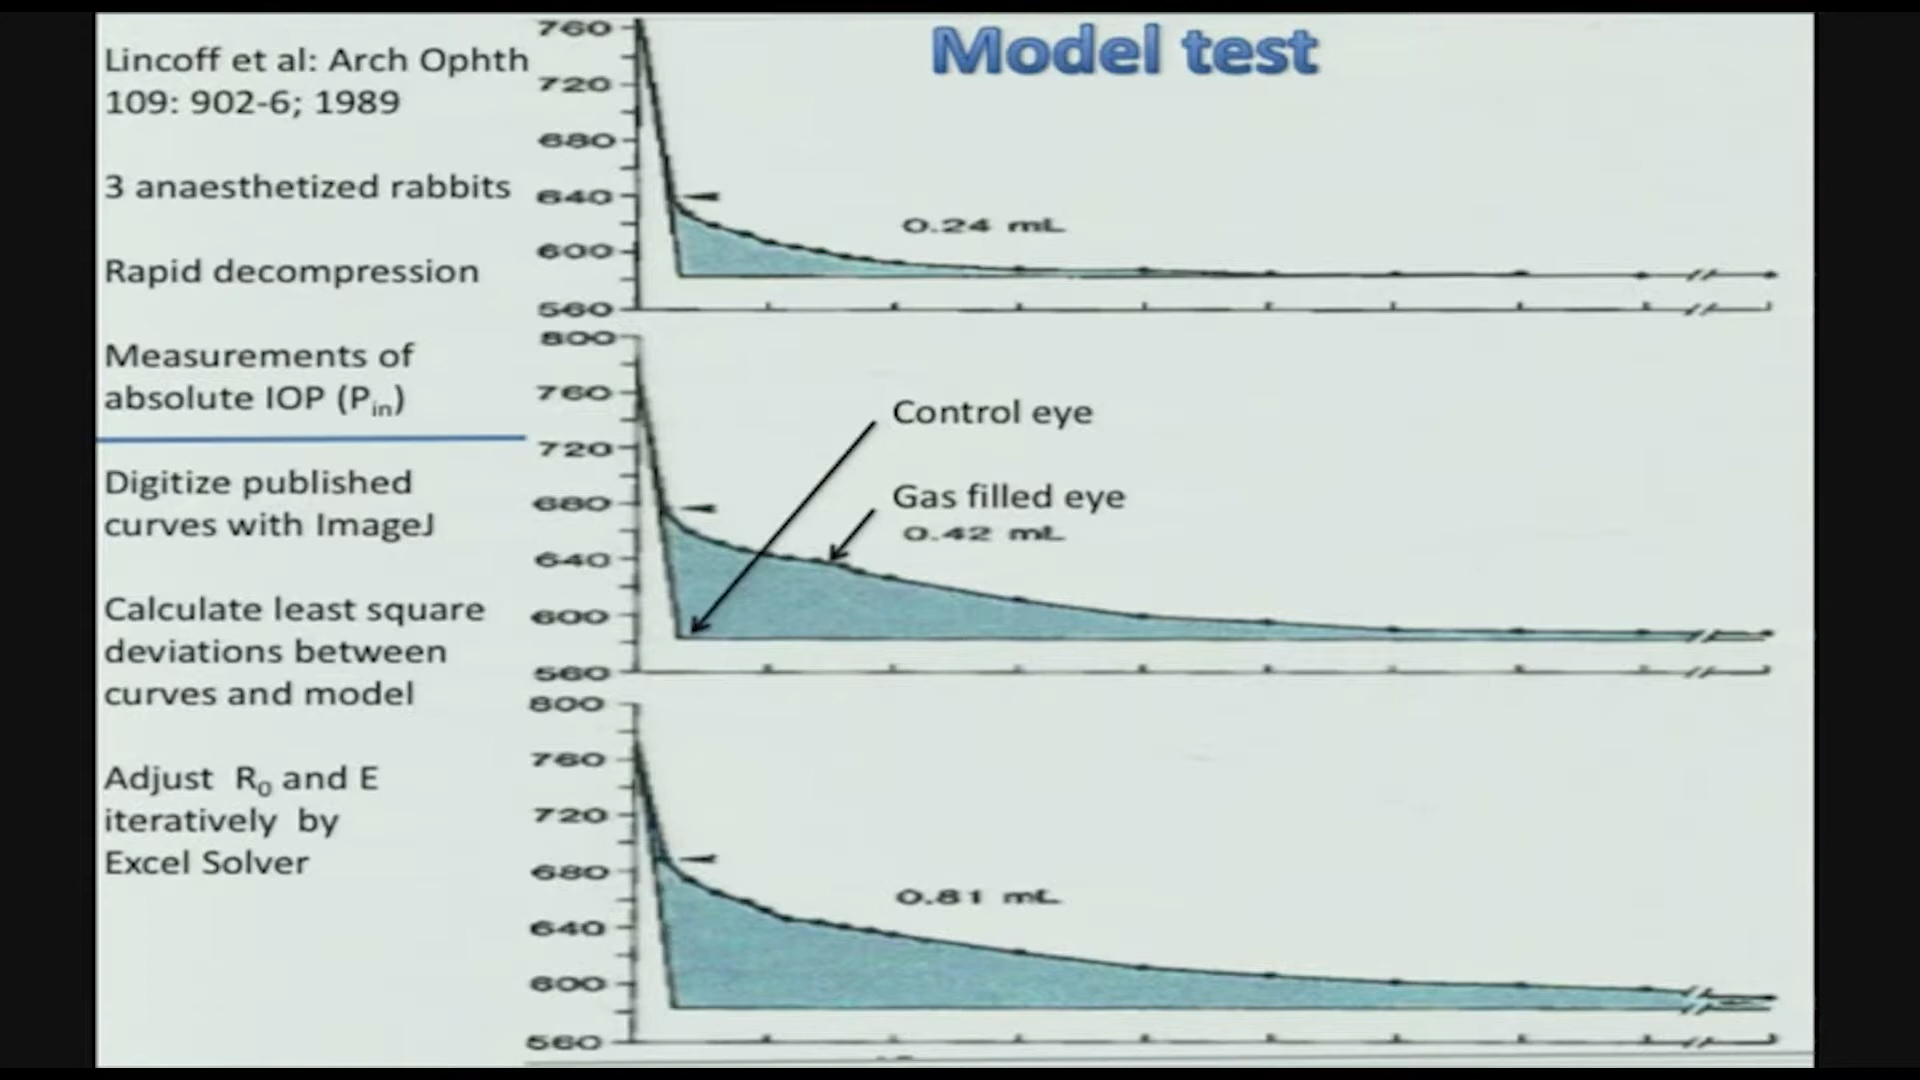 Model test
Lincoff et al: Arch Ophth
109: 902-6; 1989
3 anaesthetized rabbits
Rapid decompression
Measurements of
absolute IOP (Pin)
Digitize published
curves with ImageJ
Calculate least square
deviations between
curves and model
Adjust R0 and E
iteratively by
Excel Solver
760
720
680
640
600
560
0.24 mL
800
760
720
680
640
600
560
Control eye
Gas filled eye
0.42 mL
800
760
720
680
640
600
560
0.81 mL